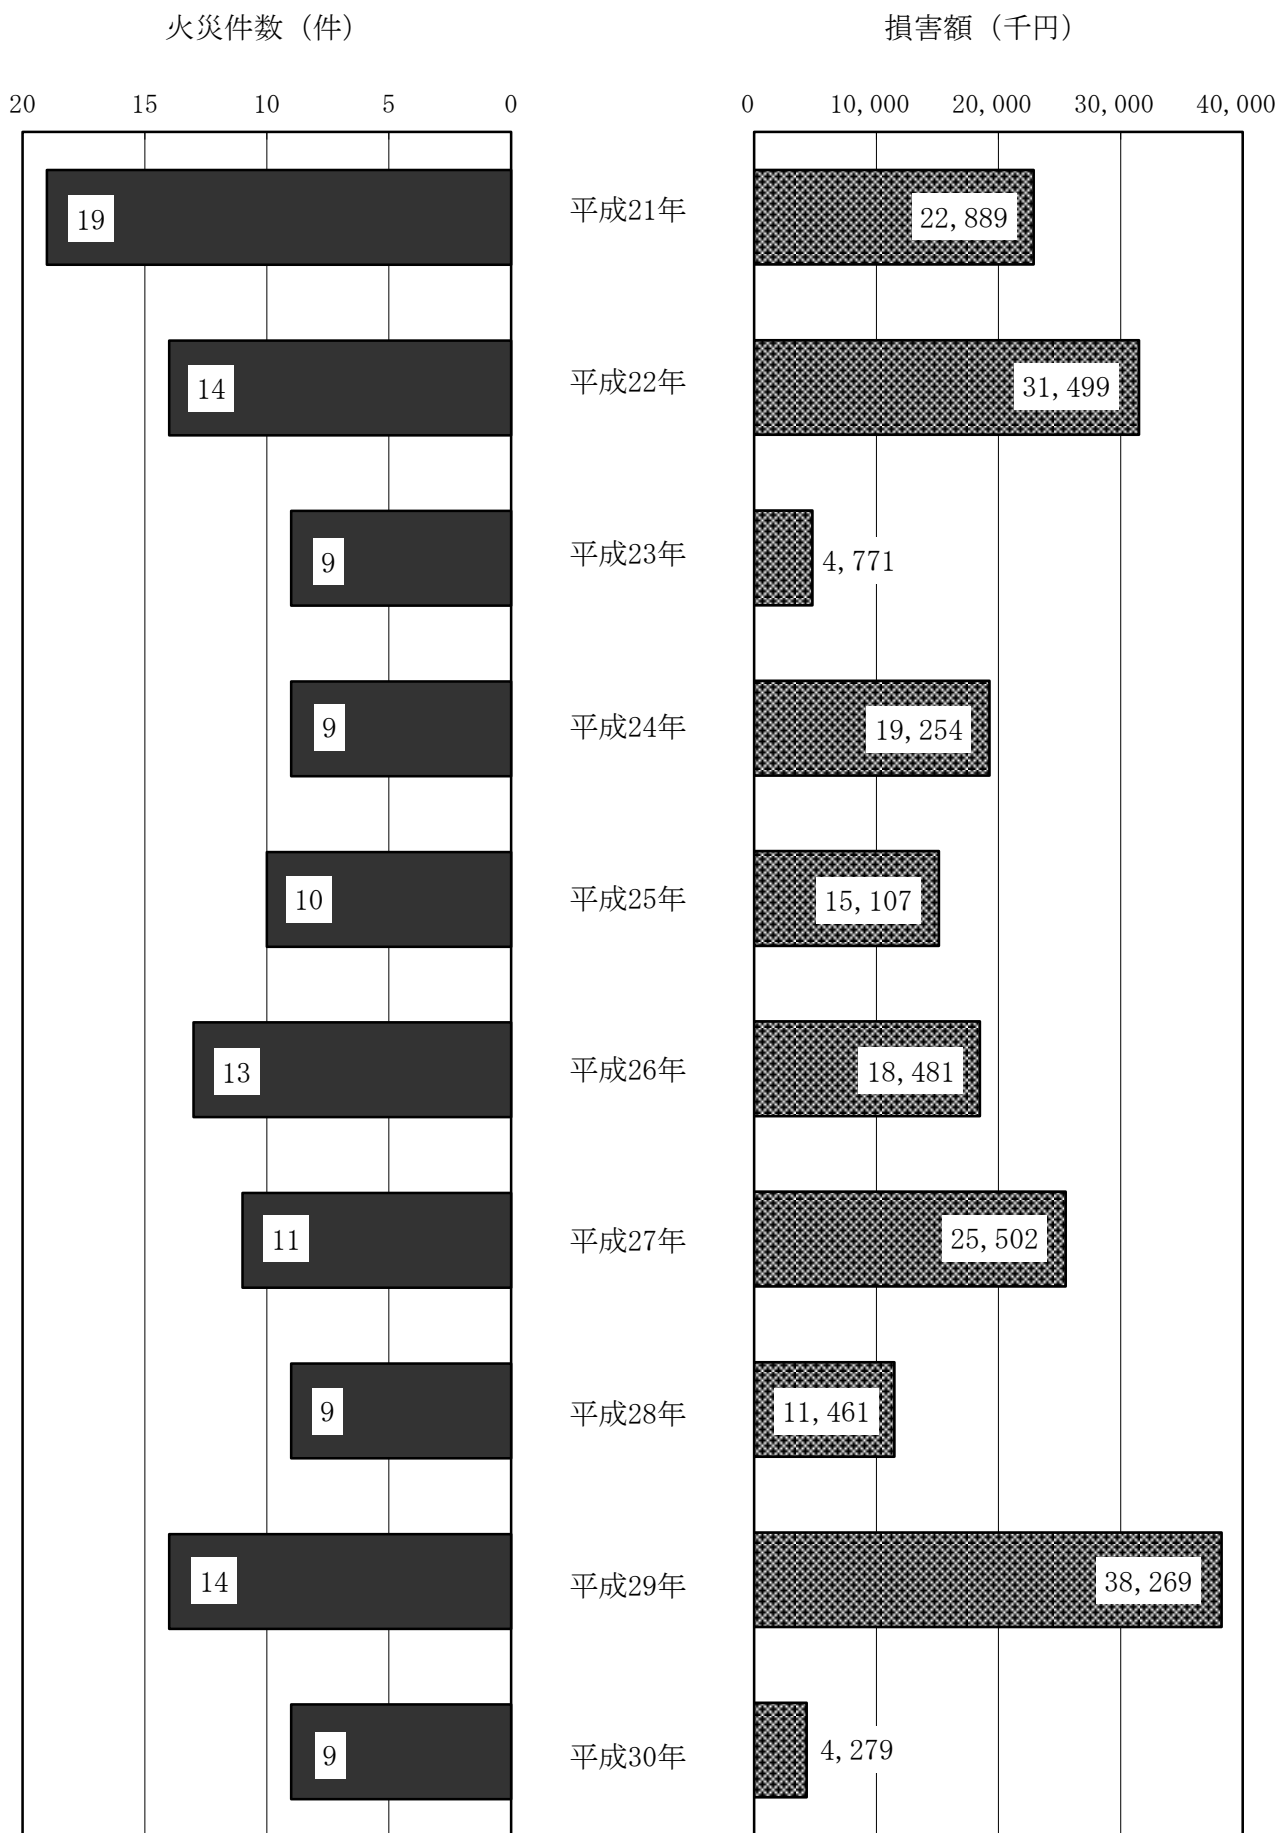 火災件数（件） 損害額（千円）
20 15 10 5 0 0 10,000 20,000 30,000 40,000
19 平成21年 22,889
14 平成22年 31,499
9 平成23年 4,771
9 平成24年 19,254
10 平成25年 15,107
13 平成26年 18,481
11 平成27年 25,502
9 平成28年 11,461
14 平成29年 38,269
9 平成30年 4,279